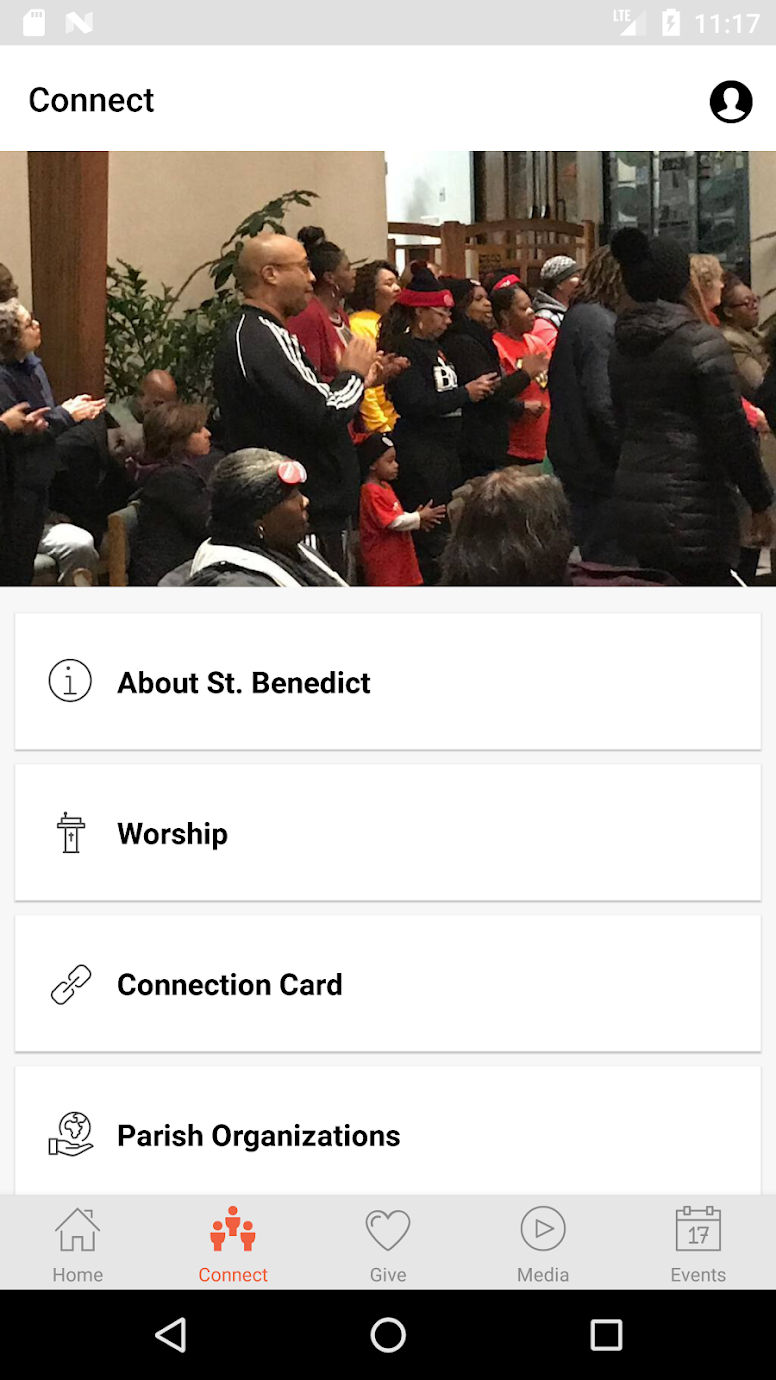 LTE
11:17
Connect
About St. Benedict
Worship
Connection Card
Parish Organizations
17
Home
Connect
Give
Media
Events